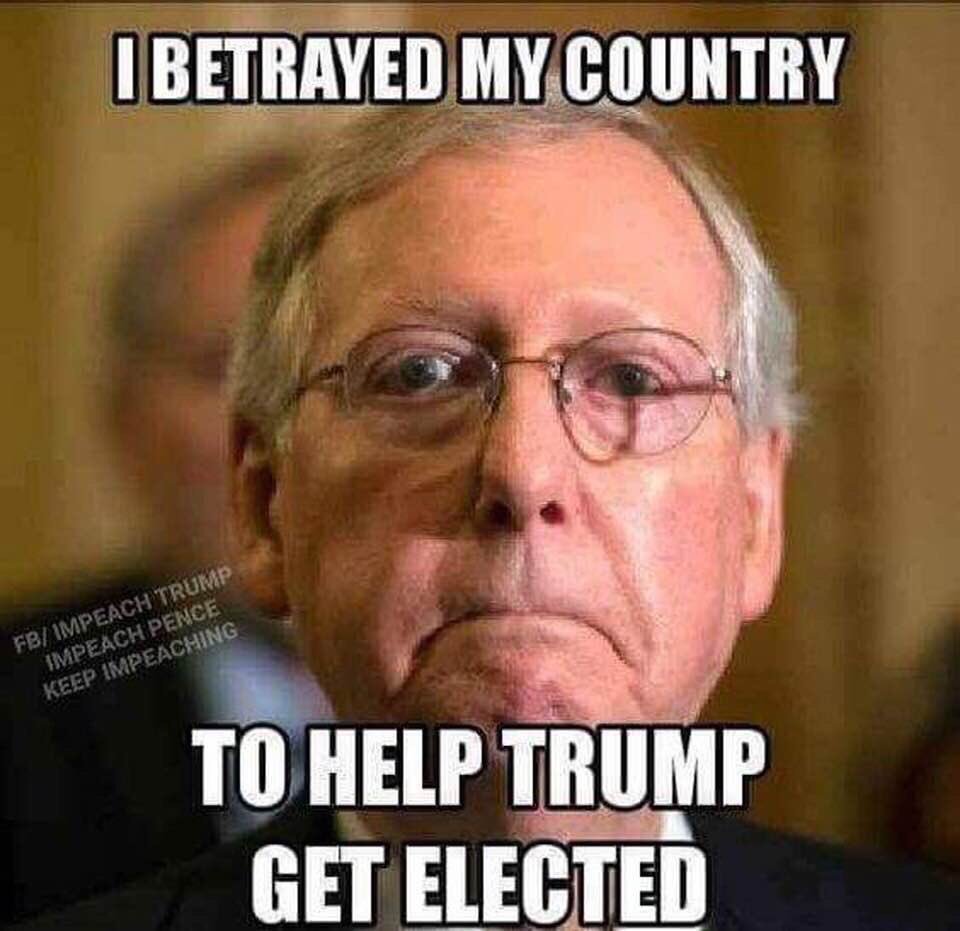 I BETRAYED MY COUNTRY
FB/ IMPEACH TRUMP
IMPEACH PENCE
KEEP IMPEACHING
TO HELP TRUMP
GET ELECTED